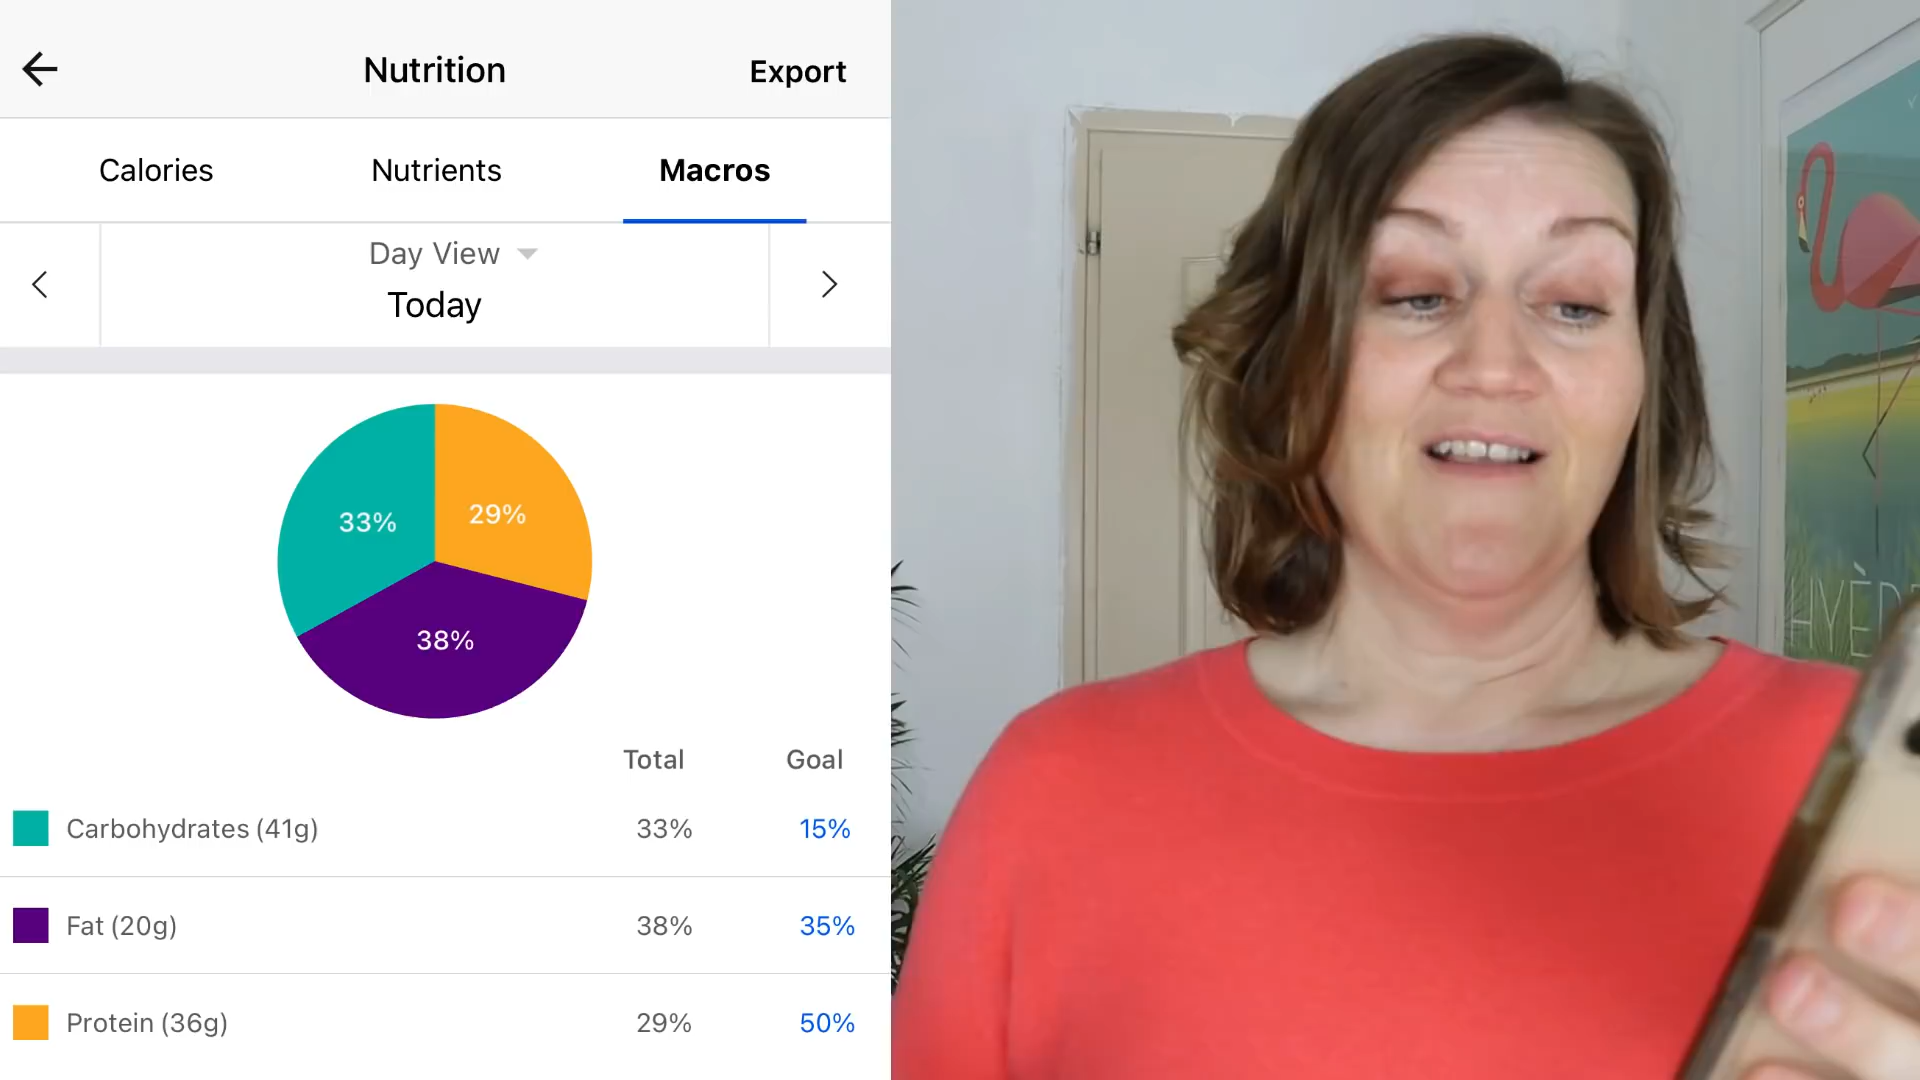 Nutrition
Export
Calories
Nutrients
Macros
Day View
Today
33%
29%
38%
Total
Goal
Carbohydrates (41g)
33%
15%
Fat (20g)
38%
35%
Protein (36g)
29%
50%